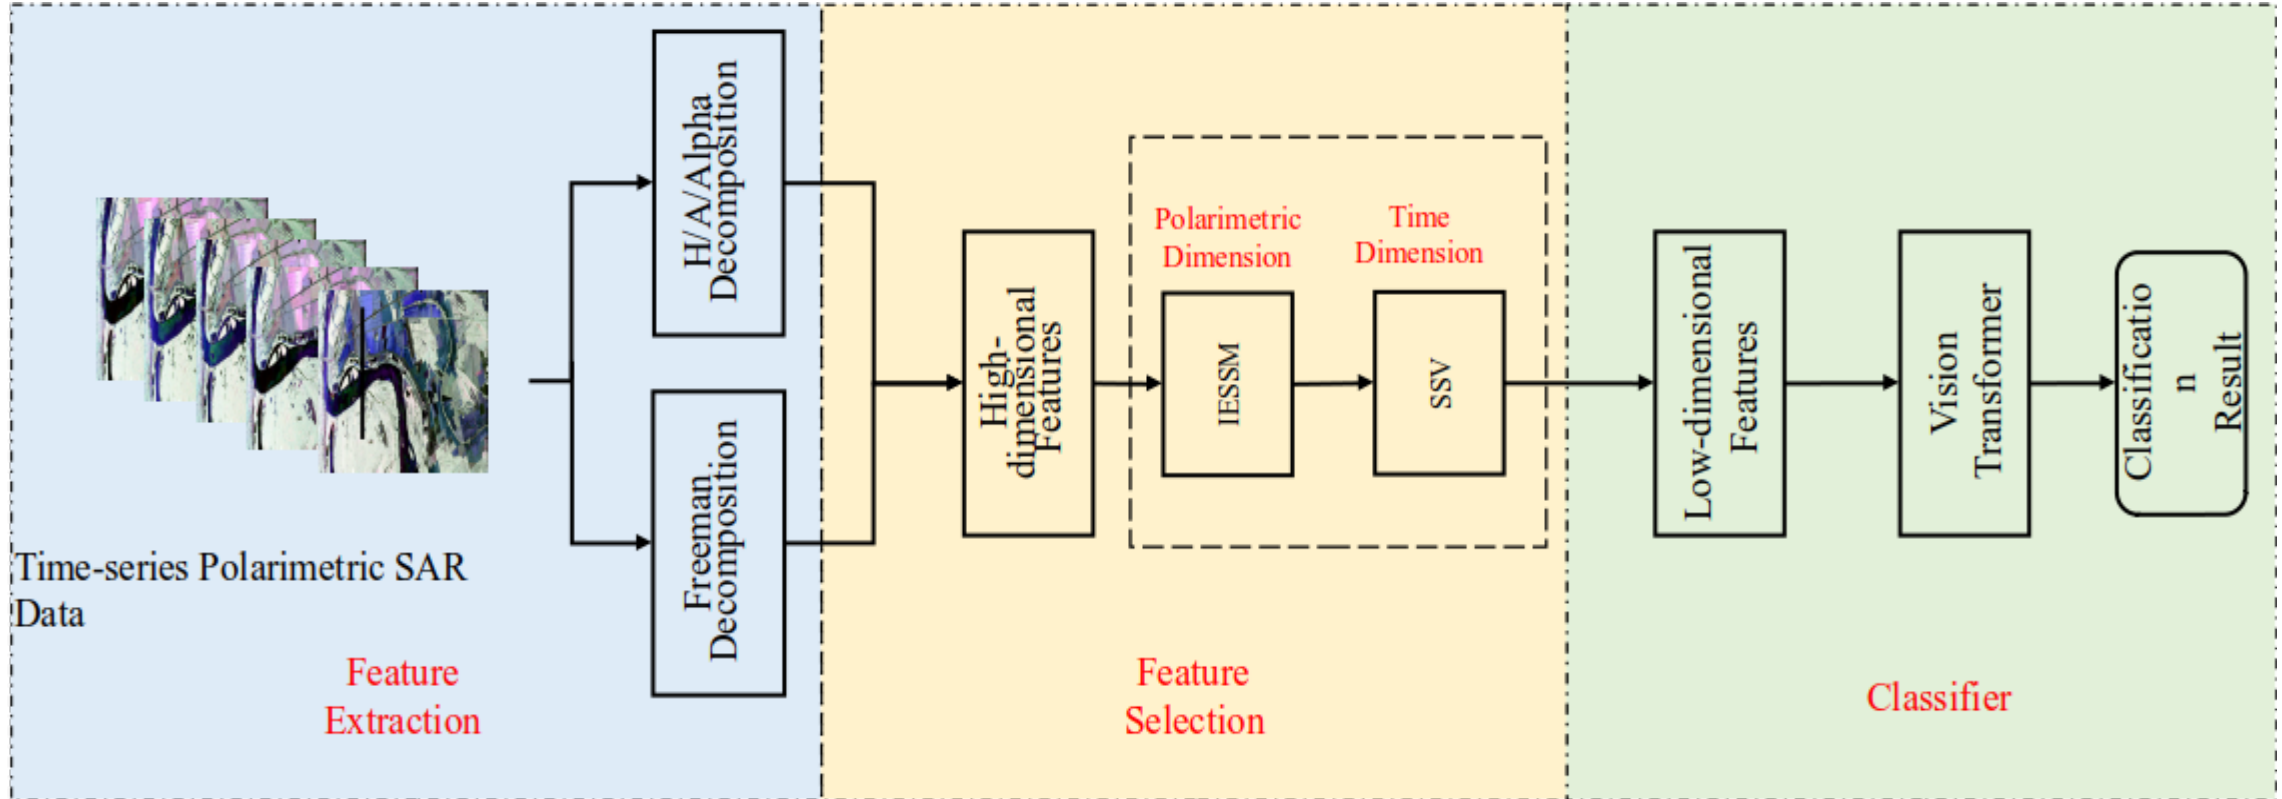 Time-series Polarimetric SAR
Data
Feature
Extraction
H/A/Alpha
Decomposition
Freeman
Decomposition
High-
dimensional
Features
Polarimetric
Dimension
IESSM
Time
Dimension
SSV
Feature
Selection
Low-dimensional
Features
Vision
Transformer
Classificatio
n
Result
Classifier